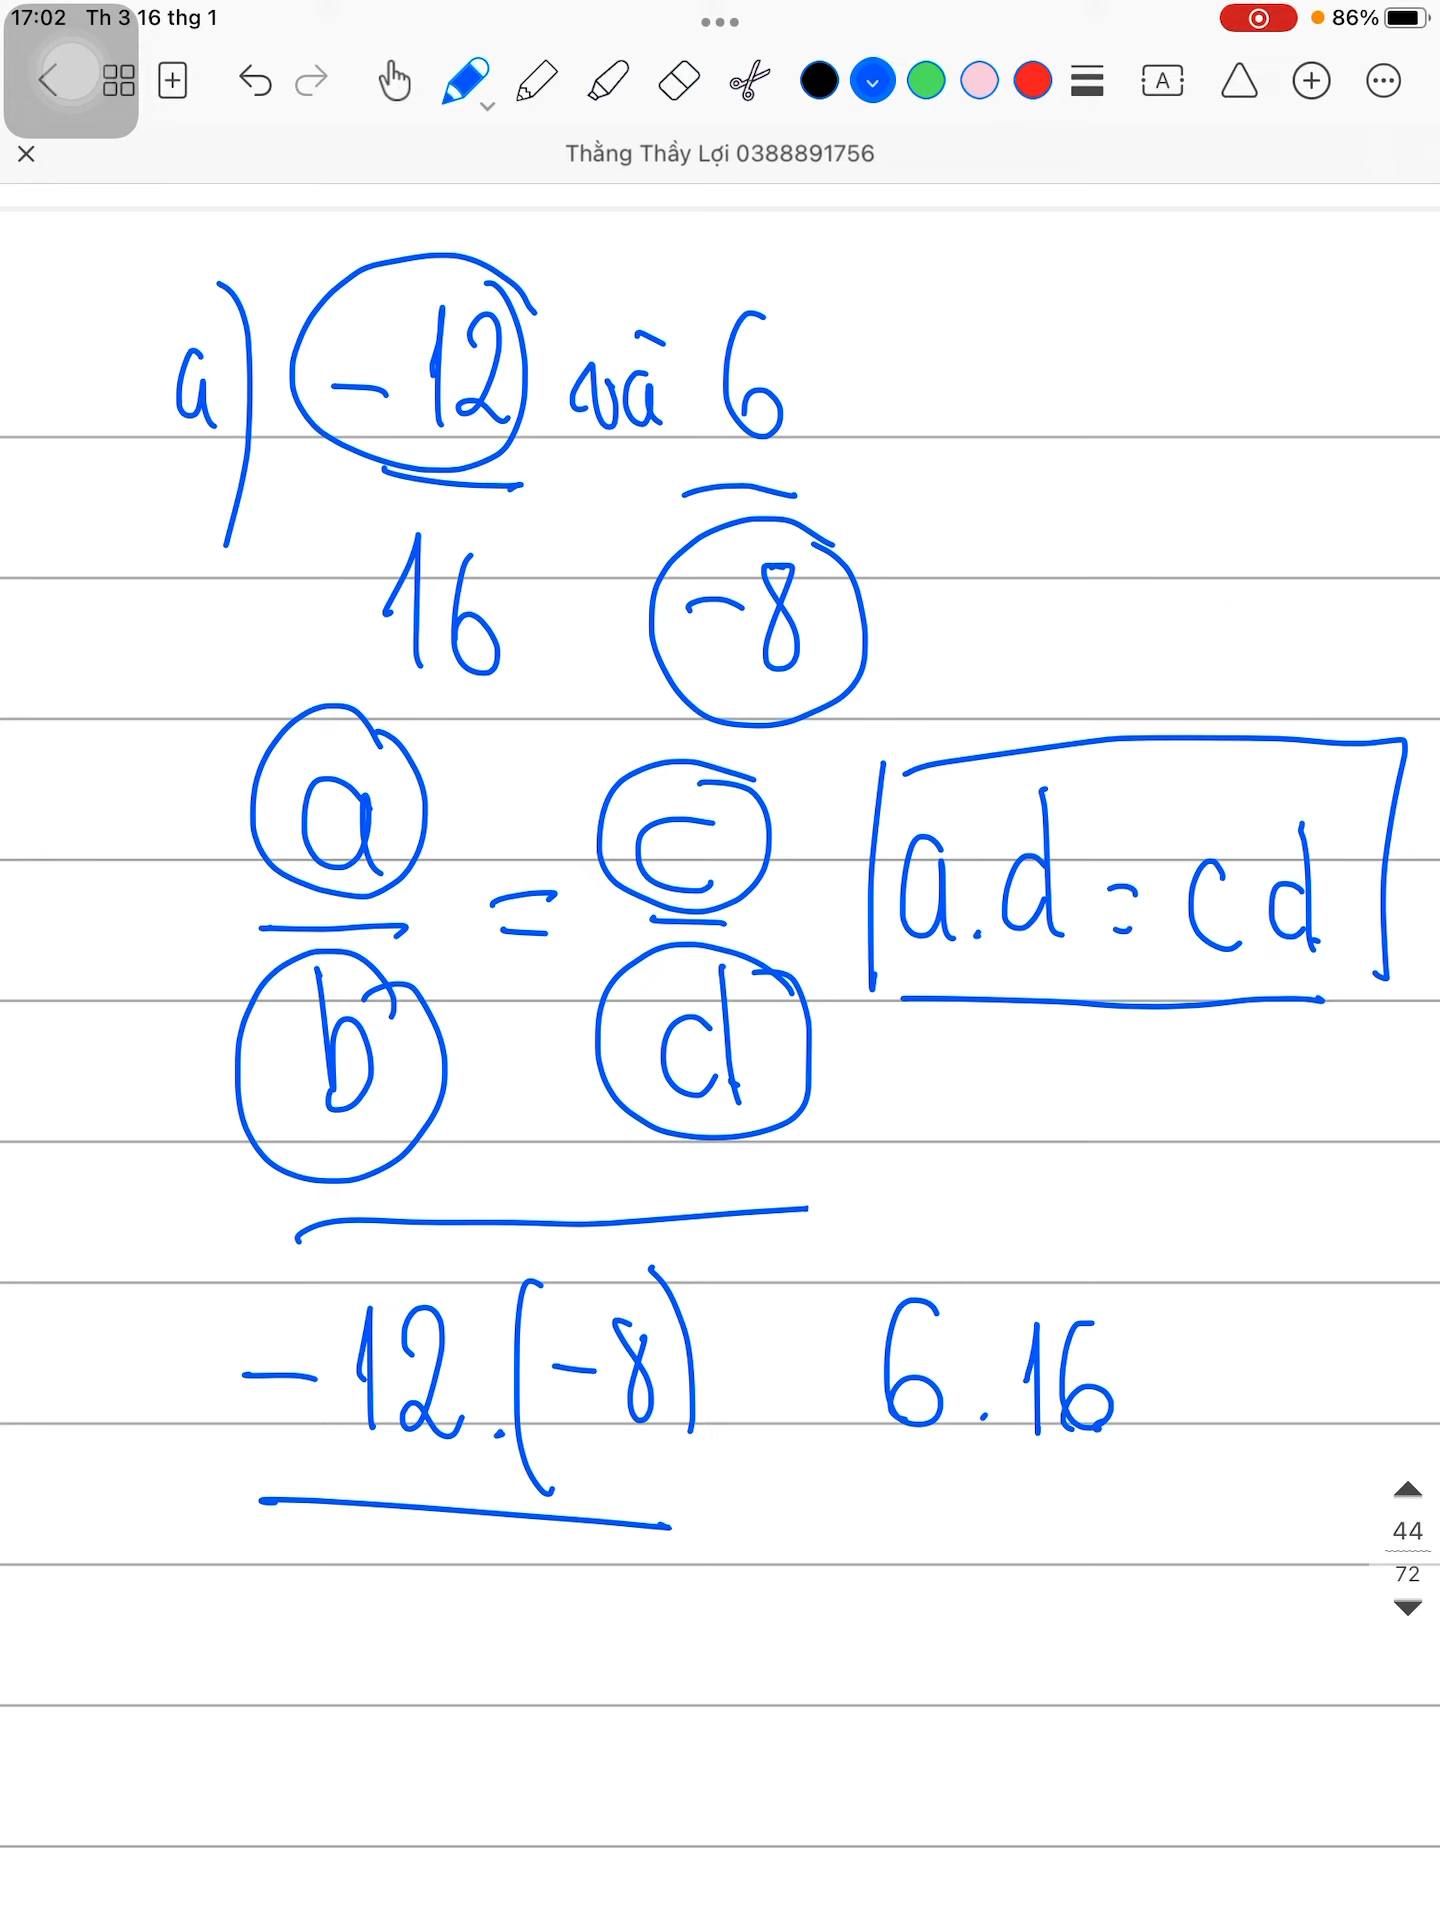 17:02 Th 3 16 thg 1
86%
A
Thằng Thầy Lợi 0388891756
a) -12 và 6
16 -8
a = c
b d
a.d = cd
-12.(-8) 6.16
44
72